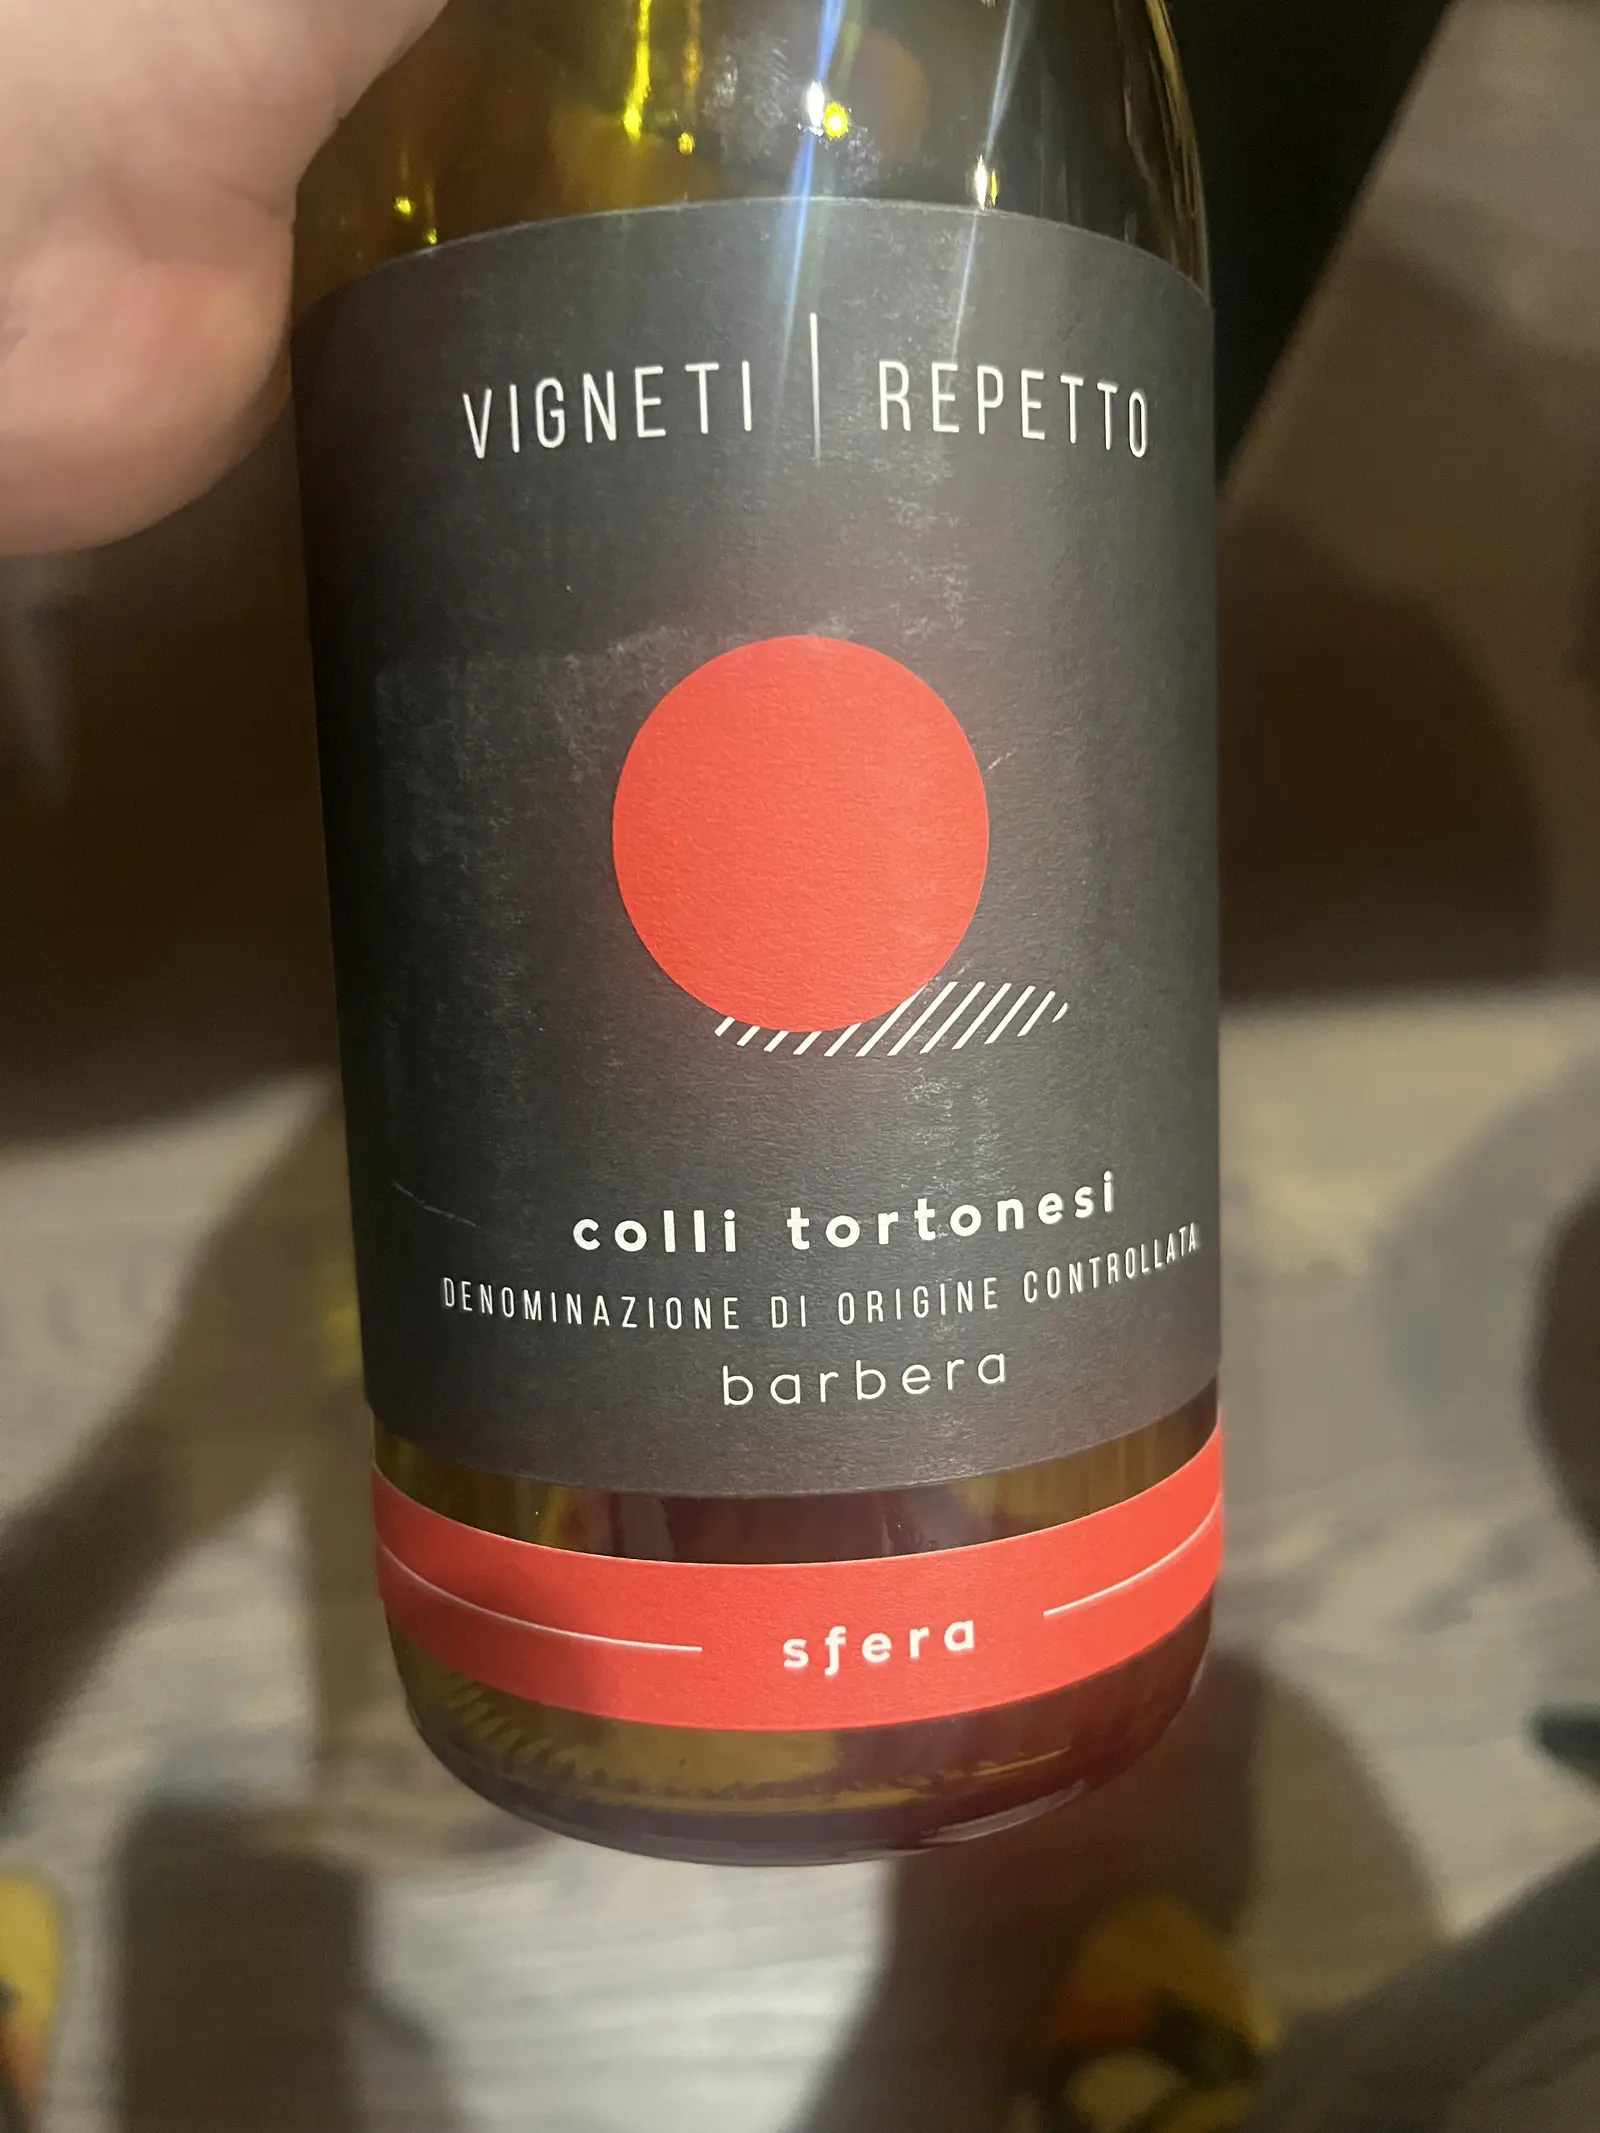 VIGNETI | REPETTO
colli tortonesi
DENOMINAZIONE DI ORIGINE CONTROLLATA
barbera
sfera